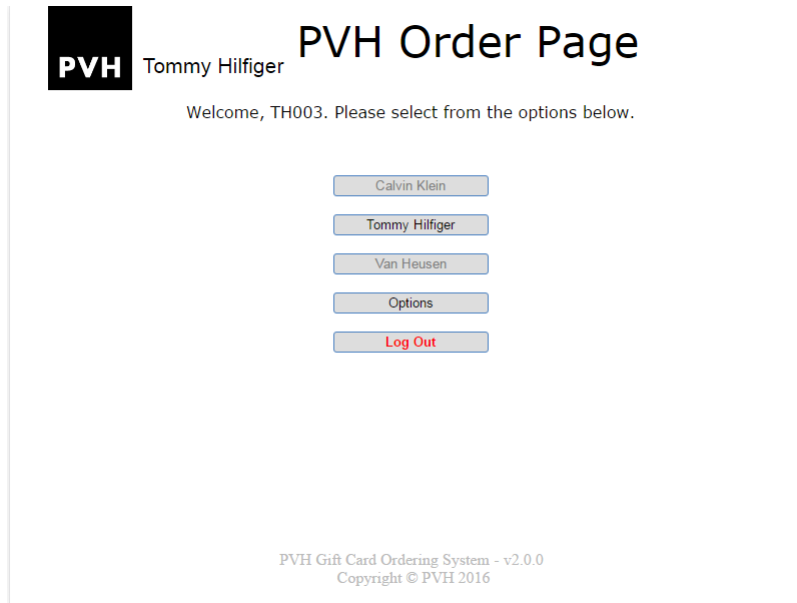 PVH
Tommy Hilfiger
PVH Order Page
Welcome, TH003. Please select from the options below.
Calvin Klein
Tommy Hilfiger
Van Heusen
Options
Log Out
PVH Gift Card Ordering System - v2.0.0
Copyright © PVH 2016